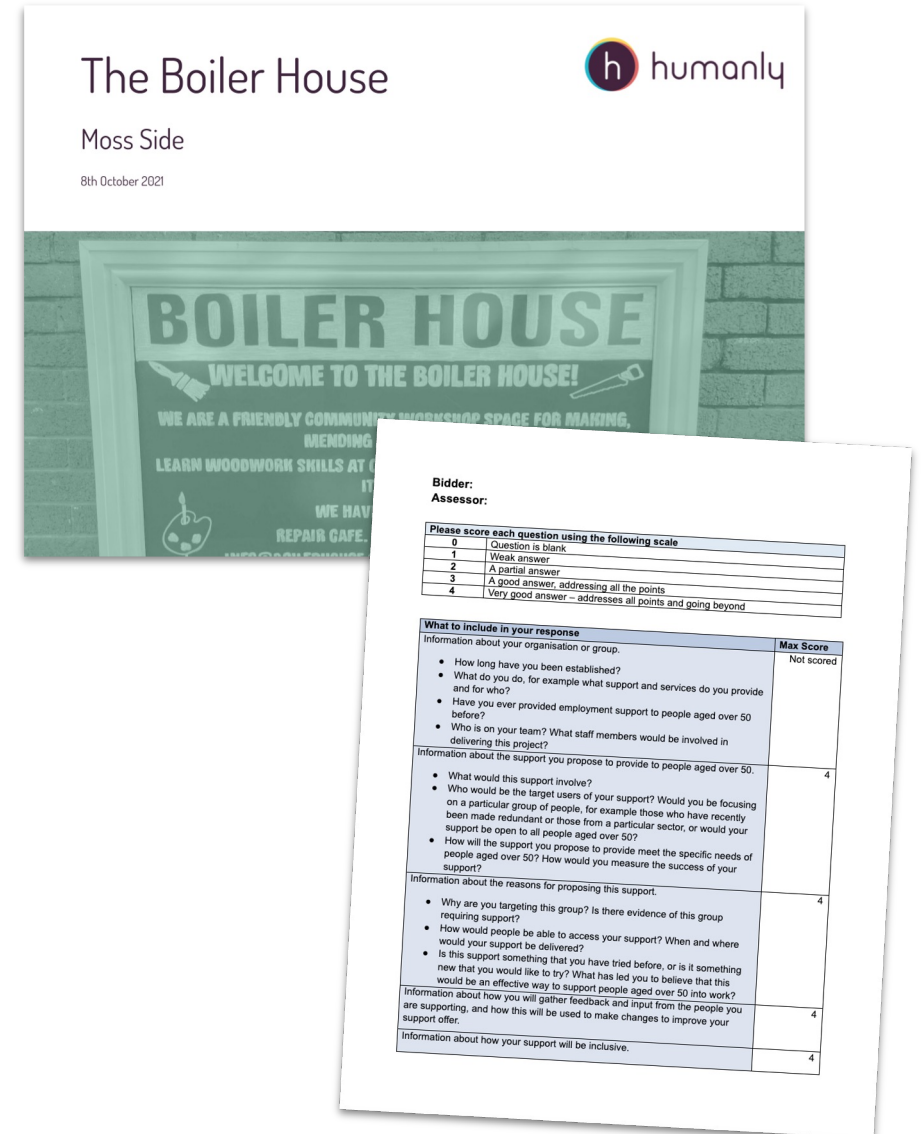 The Boiler House
h humanly
Moss Side
8th October 2021
BOILER HOUSE
WELCOME TO THE BOILER HOUSE!
WE ARE A FRIENDLY COMMUNITY WORKSHOP SPACE FOR MAKING,
MENDING
LEARN WOODWORK SKILLS AT
WE HAV
REPAIR CAFE.
Bidder:
Assessor:
Please score each question using the following scale
0 Question is blank
1 Weak answer
2 A partial answer
3 A good answer, addressing all the points
4 Very good answer – addresses all points and going beyond
What to include in your response Max Score
Information about your organisation or group. Not scored
• How long have you been established?
• What do you do, for example what support and services do you provide
and for who?
• Have you ever provided employment support to people aged over 50
before?
• Who is on your team? What staff members would be involved in
delivering this project?
Information about the support you propose to provide to people aged over 50. 4
• What would this support involve?
• Who would be the target users of your support? Would you be focusing
on a particular group of people, for example those who have recently
been made redundant or those from a particular sector, or would your
support be open to all people aged over 50?
• How will the support you propose to provide meet the specific needs of
people aged over 50? How would you measure the success of your
support?
Information about the reasons for proposing this support. 4
• Why are you targeting this group? Is there evidence of this group
requiring support?
• How would people be able to access your support? When and where
would your support be delivered?
• Is this support something that you have tried before, or is it something
new that you would like to try? What has led you to believe that this
would be an effective way to support people aged over 50 into work?
Information about how you will gather feedback and input from the people you 4
are supporting, and how this will be used to make changes to improve your
support offer.
Information about how your support will be inclusive. 4